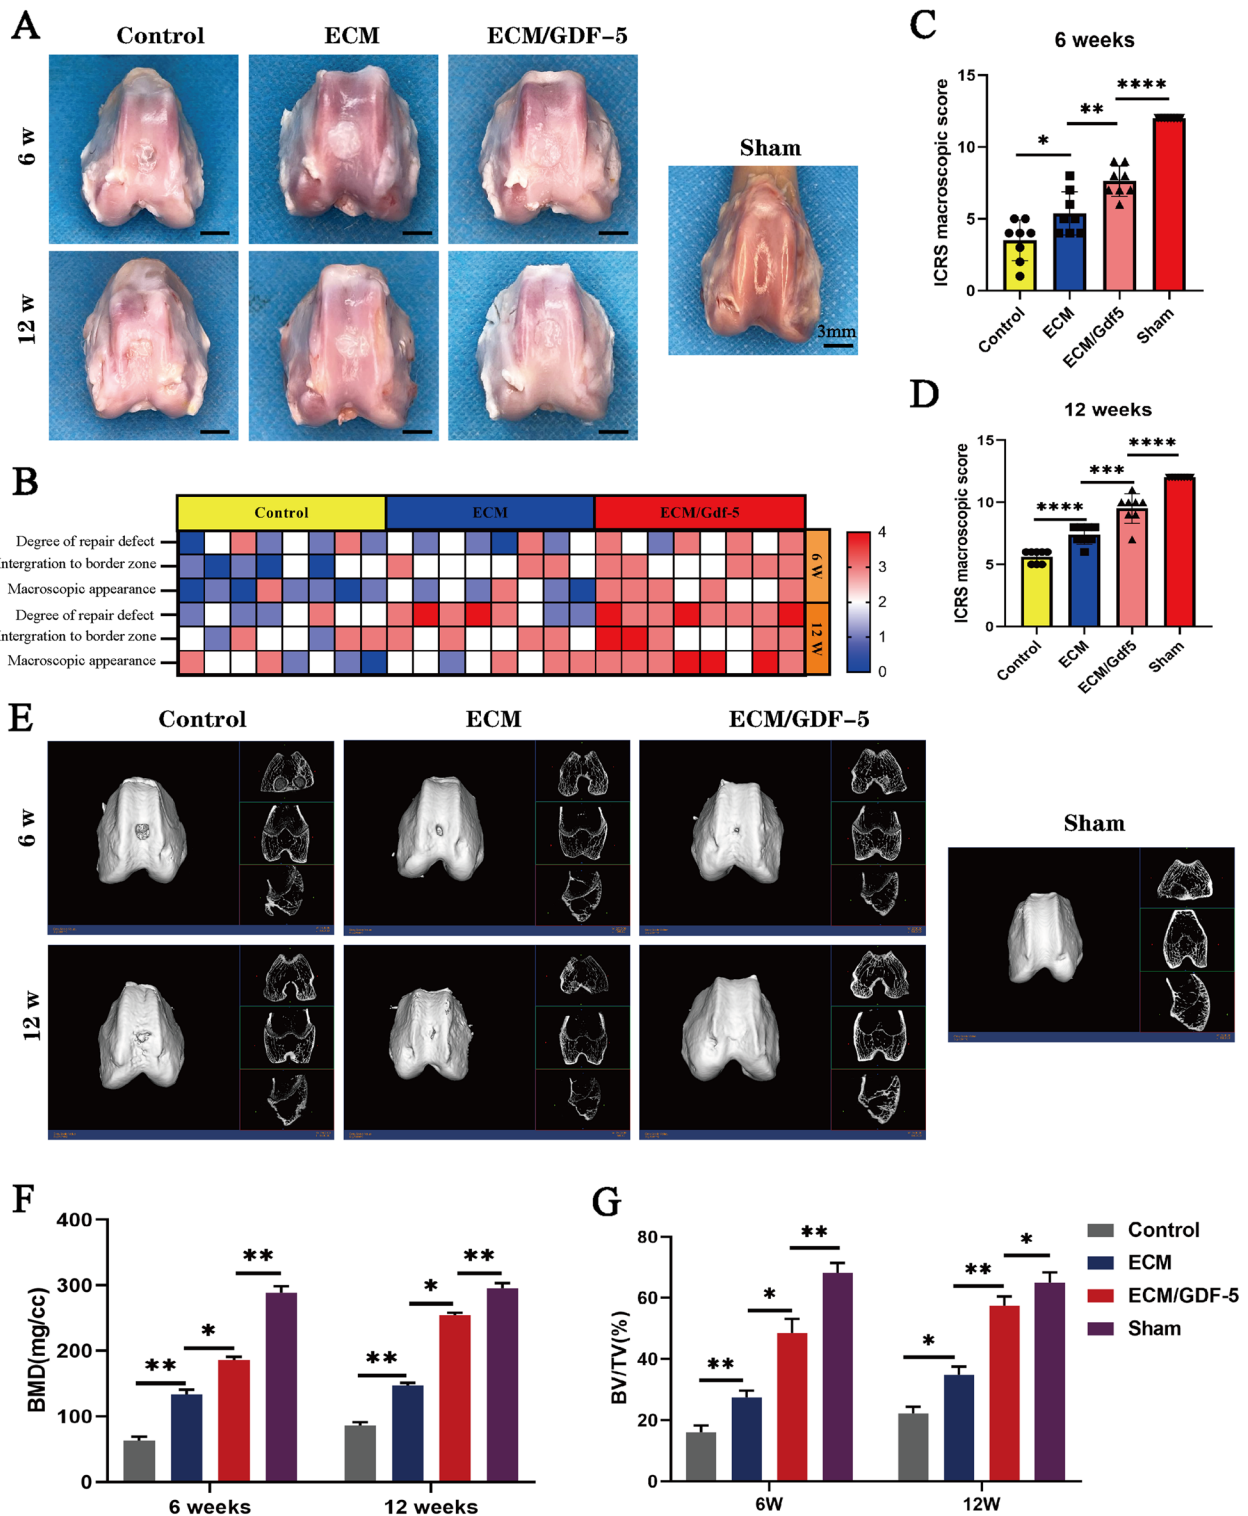 A
Control
ECM
ECM/GDF-5
6 w
12 w
Sham
3mm
C
6 weeks
ICRS macroscopic score
15
10
5
0
*
**
****
Control
ECM
ECM/Gdf5
Sham
D
12 weeks
ICRS macroscopic score
15
10
5
0
****
***
****
Control
ECM
ECM/Gdf5
Sham
B
Control
ECM
ECM/Gdf-5
Degree of repair defect
Intergration to border zone
Macroscopic appearance
Degree of repair defect
Intergration to border zone
Macroscopic appearance
6 W
12 W
4
3
2
1
0
E
Control
ECM
ECM/GDF-5
6 w
12 w
Sham
F
BMD(mg/cc)
400
300
200
100
0
**
*
**
**
*
**
6 weeks
12 weeks
G
BV/TV(%)
80
60
40
20
0
**
*
**
*
**
*
6W
12W
Control
ECM
ECM/GDF-5
Sham